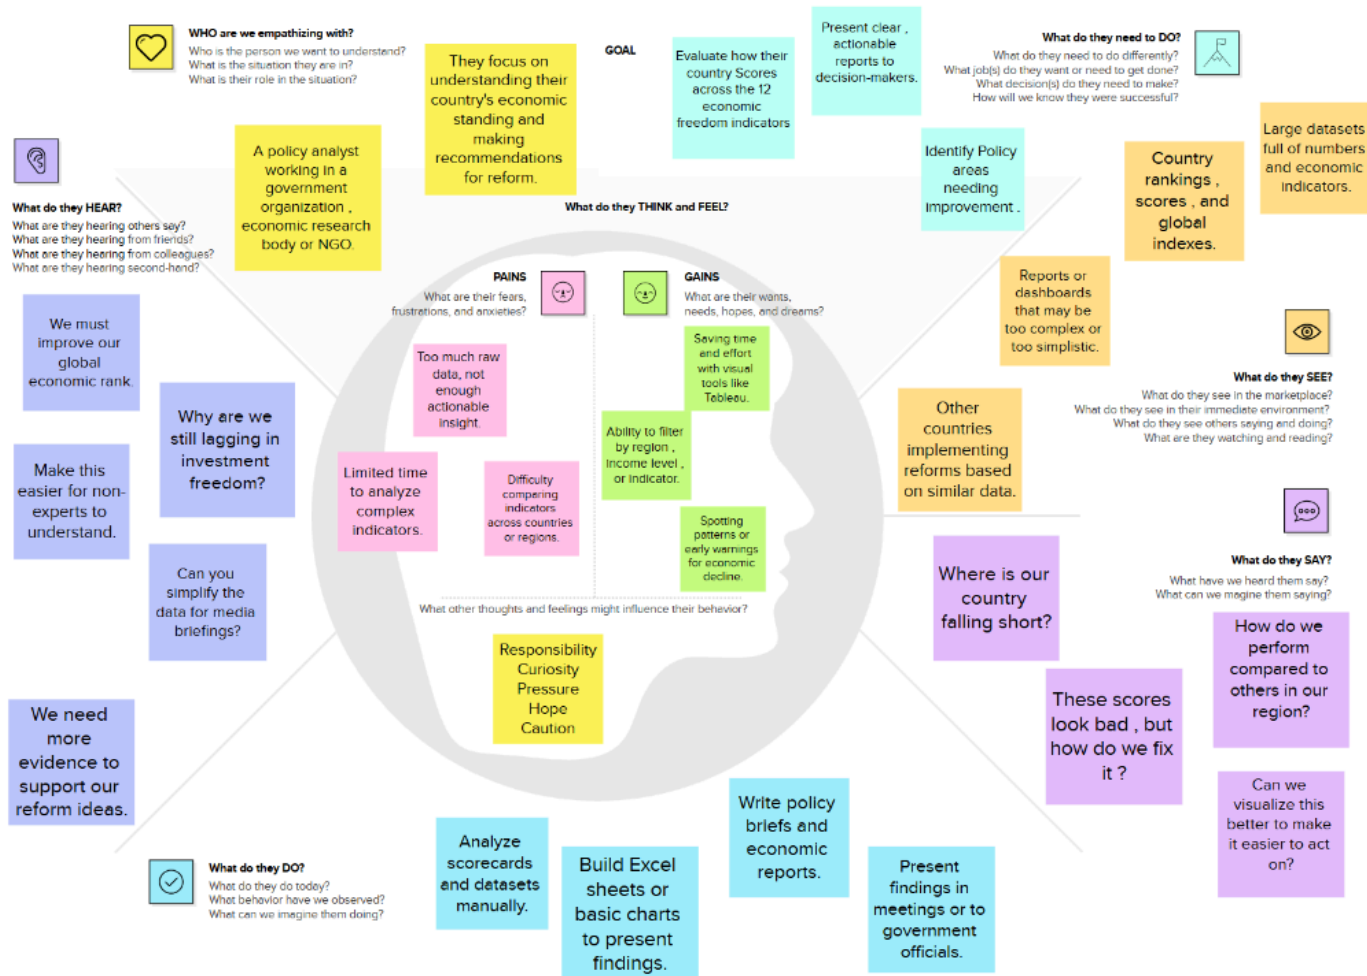 WHO are we empathizing with?
Who is the person we want to understand?
What is the situation they are in?
What is their role in the situation?
A policy analyst
working in a
government
organization ,
economic research
body or NGO.
They focus on
understanding their
country's economic
standing and
making
recommendations
for reform.
GOAL
Evaluate how their
country Scores
across the 12
economic
freedom indicators
Present clear ,
actionable
reports to
decision-makers.
Identify Policy
areas
needing
improvement .
What do they need to DO?
What do they need to do differently?
What job(s) do they want or need to get done?
What decision(s) do they need to make?
How will we know they were successful?
Large datasets
full of numbers
and economic
indicators.
Country
rankings ,
scores , and
global
indexes.
Reports or
dashboards
that may be
too complex or
too simplistic.
Other
countries
implementing
reforms based
on similar data.
What do they SEE?
What do they see in the marketplace?
What do they see in their immediate environment?
What do they see others saying and doing?
What are they watching and reading?
What do they SAY?
What have we heard them say?
What can we magine them saying?
Where is our
country
falling short?
These scores
look bad , but
how do we fix
it ?
How do we
perform
compared to
others in our
region?
Can we
visualize this
better to make
it easier to act
on?
What do they DO?
What do they do today?
What behavior have we observed?
What can we imagine them doing?
Analyze
scorecards
and datasets
manually.
Build Excel
sheets or
basic charts
to present
findings.
Write policy
briefs and
economic
reports.
Present
findings in
meetings or to
government
officials.
What do they HEAR?
What are they hearing others say?
What are they hearing from friends?
What are they hearing from colleagues?
What are they hearing second-hand?
We must
improve our
global
economic rank.
Why are we
still lagging in
investment
freedom?
Make this
easier for non-
experts to
understand.
Can you
simplify the
data for media
briefings?
We need
more
evidence to
support our
reform ideas.
What do they THINK and FEEL?
PAINS
What are their fears,
frustrations, and anxieties?
Too much raw
data, not
enough
actionable
insight.
Limited time
to analyze
complex
indicators.
Difficulty
comparing
indicators
across countries
or regions.
GAINS
What are their wants,
needs, hopes, and dreams?
Saving time
and effort
with visual
tools like
Tableau.
Ability to filter
by region ,
income level ,
or indicator.
Spotting
patterns or
early warnings
for economic
decline.
What other thoughts and feelings might influence their behavior?
Responsibility
Curiosity
Pressure
Hope
Caution